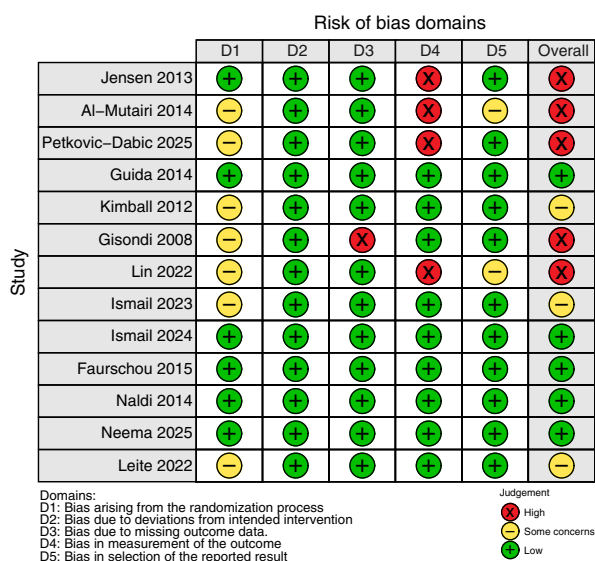 Risk of bias domains
D1 D2 D3 D4 D5 Overall
Jensen 2013 + + + X + X
Al−Mutairi 2014 − + + X − X
Petkovic−Dabic 2025 − + + X + X
Guida 2014 + + + + + +
Kimball 2012 − + + + + −
Gisondi 2008 − + X + + X
Lin 2022 − + + X − X
Ismail 2023 − + + + + −
Ismail 2024 + + + + + +
Faurschou 2015 + + + + + +
Naldi 2014 + + + + + +
Neema 2025 + + + + + +
Leite 2022 − + + + + −
Study
Domains:
D1: Bias arising from the randomization process
D2: Bias due to deviations from intended intervention
D3: Bias due to missing outcome data.
D4: Bias in measurement of the outcome
D5: Bias in selection of the reported result
Judgement
X High
− Some concerns
+ Low